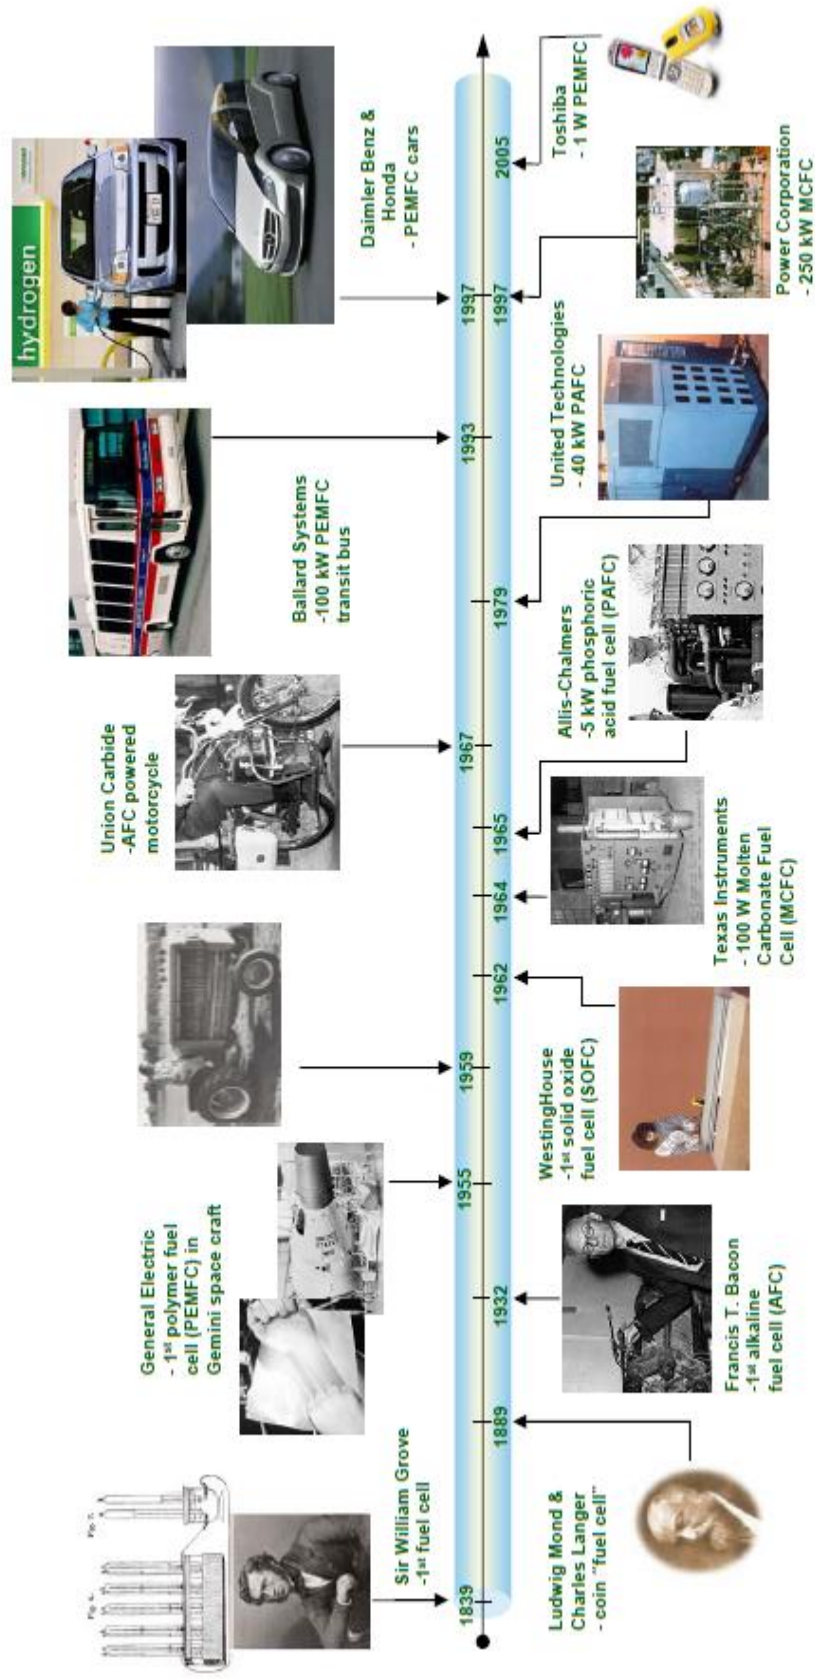 Fig. 6.
Fig. 7.
Sir William Grove
-1st fuel cell
1839
Ludwig Mond &
Charles Langer
- coin "fuel cell"
1889
Francis T. Bacon
-1st alkaline
fuel cell (AFC)
1932
General Electric
- 1st polymer fuel
cell (PEMFC) in
Gemini space craft
1955
1959
WestingHouse
-1st solid oxide
fuel cell (SOFC)
1962
Texas Instruments
- 100 W Molten
Carbonate Fuel
Cell (MCFC)
1964
Allis-Chalmers
-5 kW phosphoric
acid fuel cell (PAFC)
1965
Union Carbide
-AFC powered
motorcycle
1967
United Technologies
- 40 kW PAFC
1979
Ballard Systems
-100 kW PEMFC
transit bus
1993
hydrogen
Daimler Benz &
Honda
- PEMFC cars
1997
1997
Power Corporation
- 250 kW MCFC
2005
Toshiba
- 1 W PEMFC